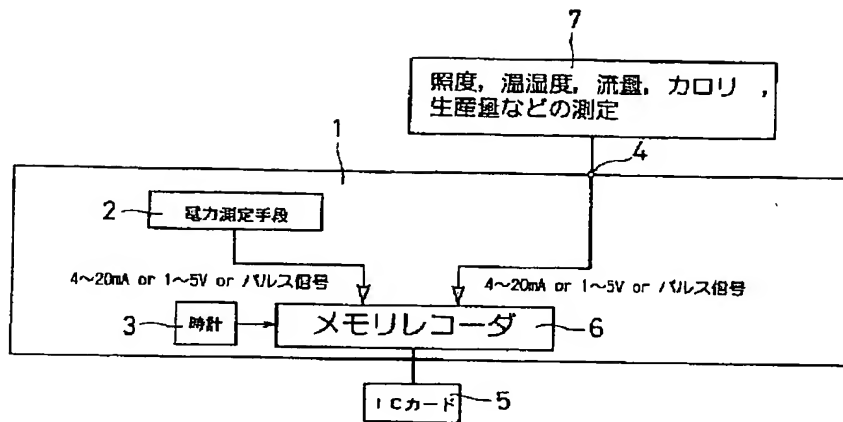 7
照度，温湿度，流量，カロリ，
生産量などの測定
1
4
2
電力測定手段
4～20mA or 1～5V or パルス信号
4～20mA or 1～5V or パルス信号
3
時計
メモリレコーダ
6
ICカード
5